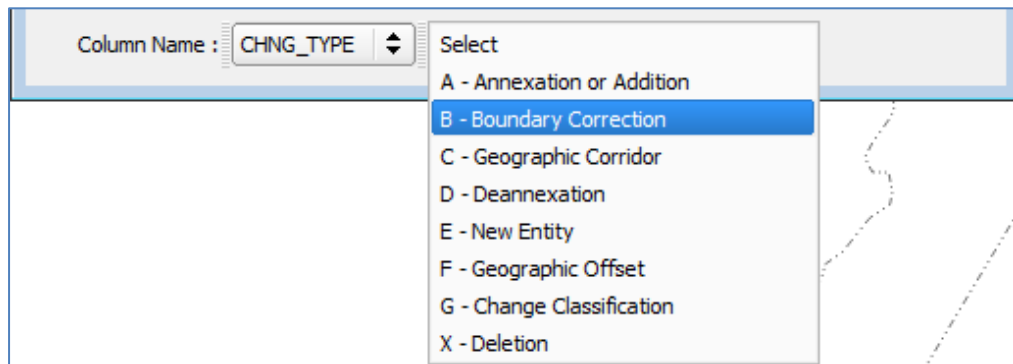 Column Name : CHNG_TYPE Select
A - Annexation or Addition
B - Boundary Correction
C - Geographic Corridor
D - Deannexation
E - New Entity
F - Geographic Offset
G - Change Classification
X - Deletion